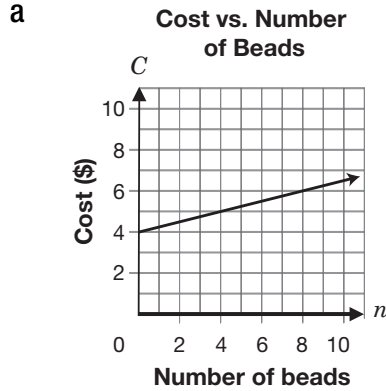 a
Cost vs. Number
of Beads
C
10
8
6
4
2
Cost ($)
n
0 2 4 6 8 10
Number of beads